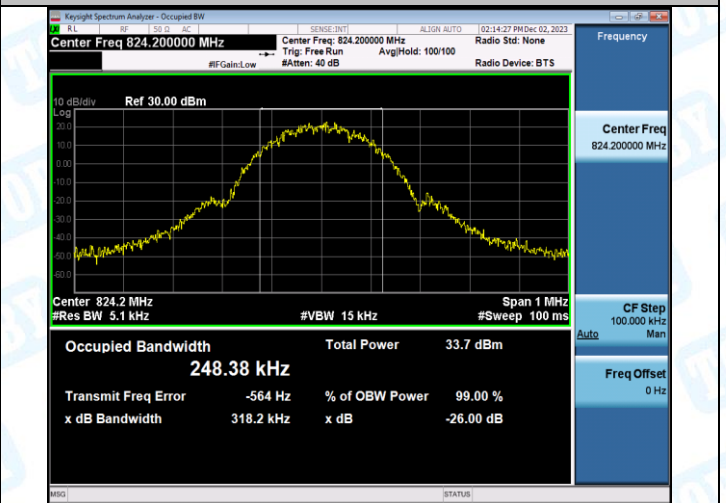 Keysight Spectrum Analyzer - Occupied BW
RL RF 50 Ω AC SENSE:INT ALIGN AUTO 02:14:27 PM Dec 02, 2023
Center Freq 824.200000 MHz
Center Freq: 824.200000 MHz
Radio Std: None
Trig: Free Run Avg|Hold: 100/100
#IFGain:Low #Atten: 40 dB Radio Device: BTS
Frequency
10 dB/div Ref 30.00 dBm
Log
20.0
10.0
0.00
-10.0
-20.0
-30.0
-40.0
-50.0
-60.0
Center 824.2 MHz Span 1 MHz
#Res BW 5.1 kHz #VBW 15 kHz #Sweep 100 ms
Occupied Bandwidth Total Power 33.7 dBm
248.38 kHz
Transmit Freq Error -564 Hz % of OBW Power 99.00 %
x dB Bandwidth 318.2 kHz x dB -26.00 dB
Center Freq
824.200000 MHz
CF Step
100.000 kHz
Auto Man
Freq Offset
0 Hz
MSG STATUS